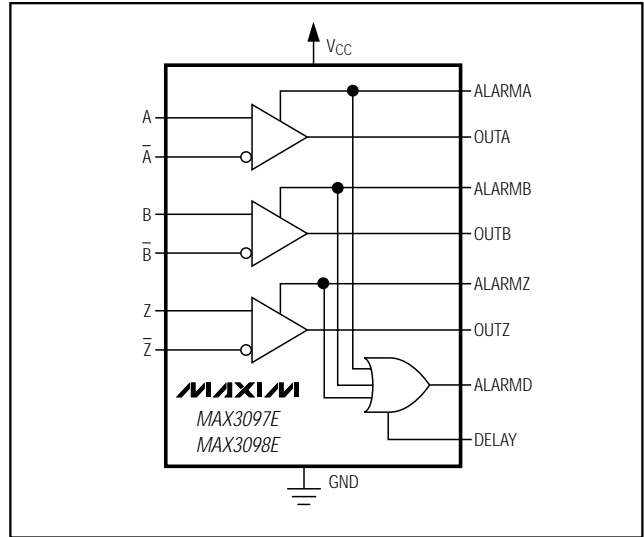 VCC
ALARMA
A
OUTA
A̅
ALARMB
B
OUTB
B̅
ALARMZ
Z
OUTZ
Z̅
MAXIM
ALARMD
MAX3097E
MAX3098E
DELAY
GND